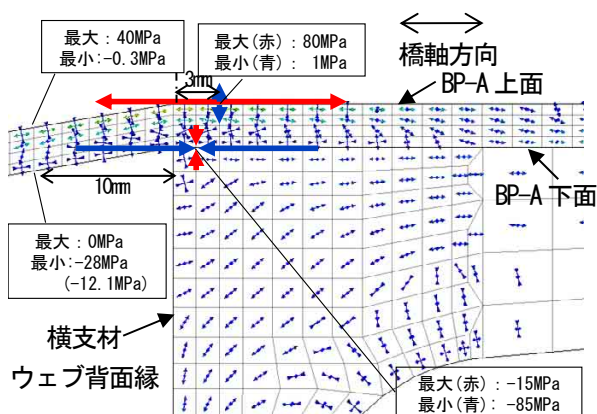 最大：40MPa
最小：-0.3MPa
最大(赤)：80MPa
最小(青)：1MPa
橋軸方向
3mm
BP-A 上面
10mm
BP-A 下面
最大：0MPa
最小：-28MPa
(-12.1MPa)
横支材
ウェブ背面縁
最大(赤)：-15MPa
最小(青)：-85MPa